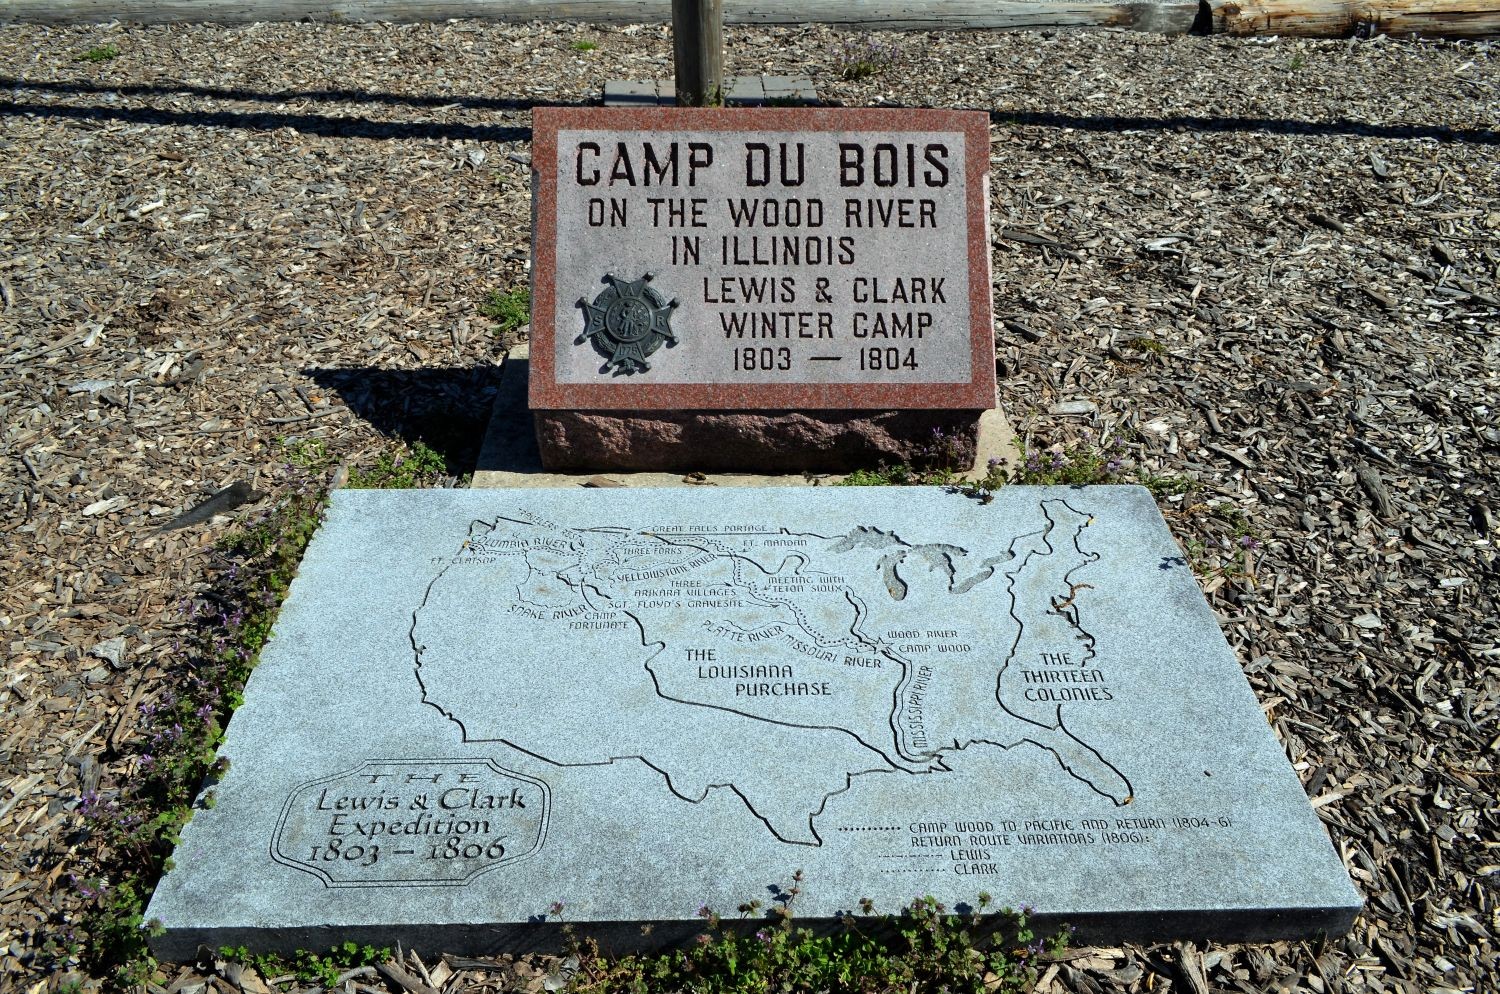 CAMP DU BOIS
ON THE WOOD RIVER
IN ILLINOIS
LEWIS & CLARK
WINTER CAMP
1803 — 1804
S R
1776
TRAVELERS REST
GREAT FALLS PORTAGE
COLUMBIA RIVER
FT. CLATSOP
THREE FORKS
FT. MANDAN
YELLOWSTONE RIVER
MEETING WITH
TETON SIOUX
THREE
ARIKARA VILLAGES
SGT. FLOYD'S GRAVESITE
SNAKE RIVER
CAMP
FORTUNATE
PLATTE RIVER
MISSOURI RIVER
WOOD RIVER
CAMP WOOD
THE
LOUISIANA
PURCHASE
MISSISSIPPI RIVER
THE
THIRTEEN
COLONIES
THE
Lewis & Clark
Expedition
1803 – 1806
CAMP WOOD TO PACIFIC AND RETURN (1804-6)
RETURN ROUTE VARIATIONS (1806):
LEWIS
CLARK